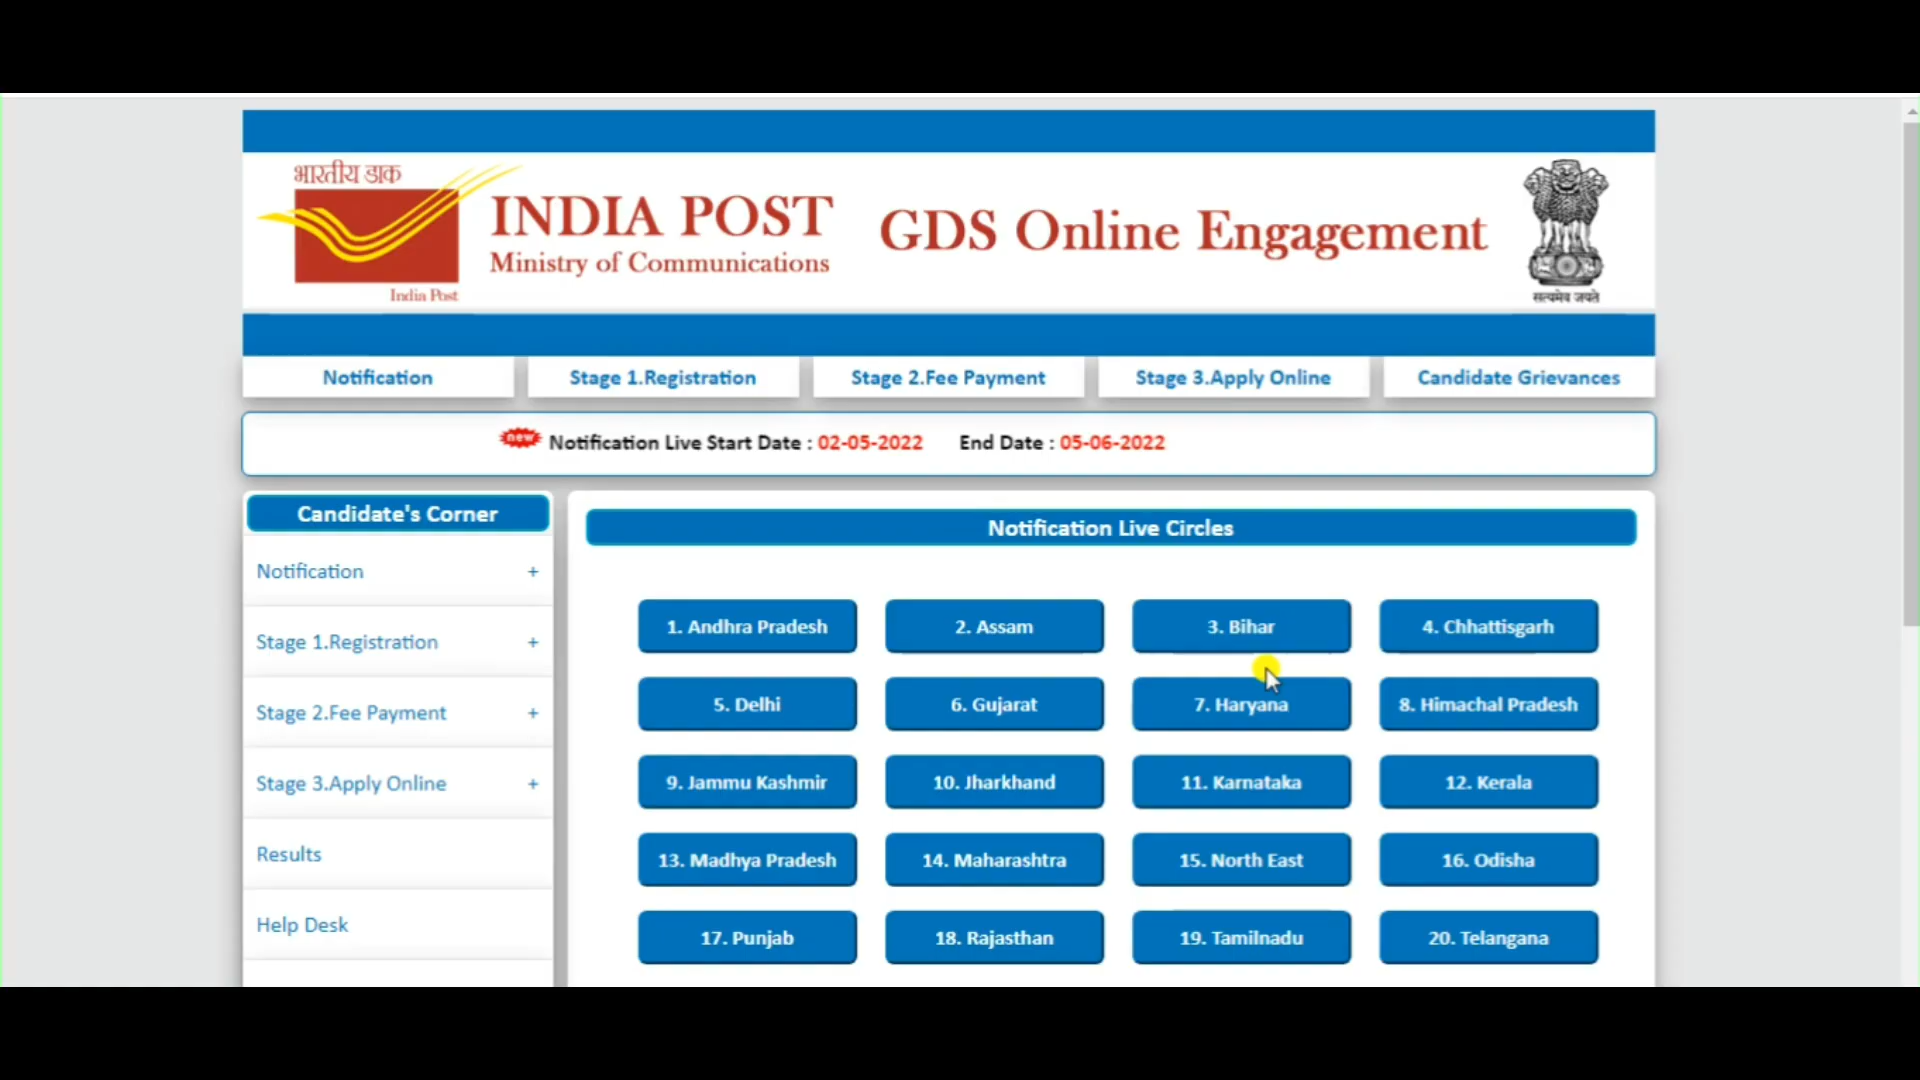 भारतीय डाक
INDIA POST
Ministry of Communications
India Post
GDS Online Engagement
सत्यमेव जयते
Notification
Stage 1.Registration
Stage 2.Fee Payment
Stage 3.Apply Online
Candidate Grievances
new Notification Live Start Date : 02-05-2022 End Date : 05-06-2022
Candidate's Corner
Notification +
Stage 1.Registration +
Stage 2.Fee Payment +
Stage 3.Apply Online +
Results
Help Desk
Notification Live Circles
1. Andhra Pradesh
2. Assam
3. Bihar
4. Chhattisgarh
5. Delhi
6. Gujarat
7. Haryana
8. Himachal Pradesh
9. Jammu Kashmir
10. Jharkhand
11. Karnataka
12. Kerala
13. Madhya Pradesh
14. Maharashtra
15. North East
16. Odisha
17. Punjab
18. Rajasthan
19. Tamilnadu
20. Telangana